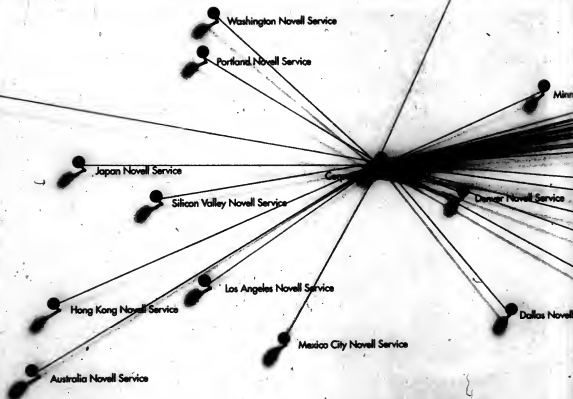 Washington Novell Service
Portland Novell Service
Minn
Japan Novell Service
Silicon Valley Novell Service
Denver Novell Service
Los Angeles Novell Service
Hong Kong Novell Service
Dallas Novell
Mexico City Novell Service
Australia Novell Service